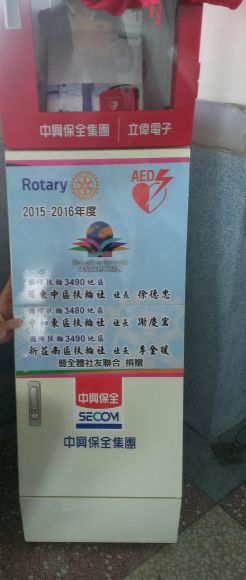 中興保全集團 | 立偉電子
Rotary
AED
2015-2016年度
國際扶輪3490地區
羅東中區扶輪社 社長 徐德忠
國際扶輪3480地區
中和東區扶輪社 社長 謝慶宏
國際扶輪3490地區
新莊南區扶輪社 社長 李金煖
暨全體社友聯合 捐贈
中興保全
SECOM
中興保全集團